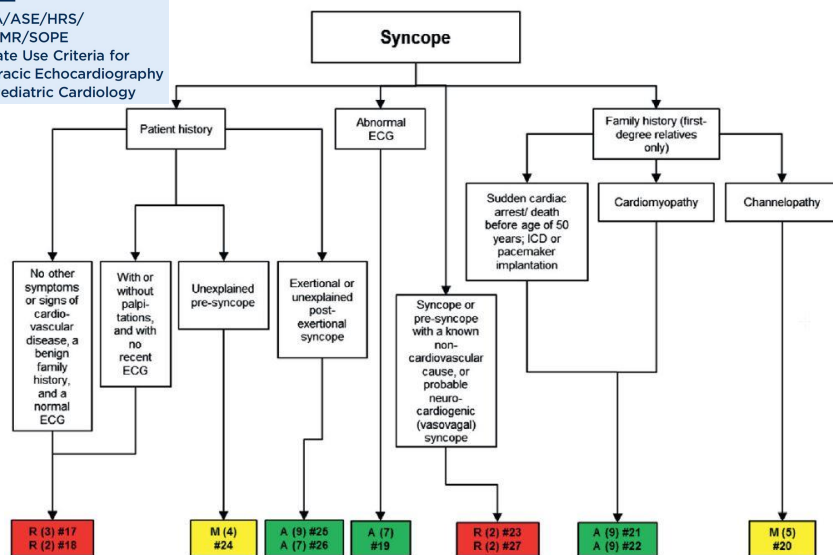 A/ASE/HRS/
MR/SOPE
ate Use Criteria for
racic Echocardiography
ediatric Cardiology
Syncope
Patient history
Abnormal
ECG
Family history (first-
degree relatives
only)
Sudden cardiac
arrest/ death
before age of 50
years; ICD or
pacemaker
implantation
Cardiomyopathy
Channelopathy
No other
symptoms
or signs of
cardio-
vascular
disease, a
benign
family
history,
and a
normal
ECG
With or
without
palpi-
tations,
and with
no
recent
ECG
Unexplained
pre-syncope
Exertional or
unexplained
post-
exertional
syncope
Syncope or
pre-syncope
with a known
non-
cardiovascular
cause, or
probable
neuro-
cardiogenic
(vasovagal)
syncope
R (3) #17
R (2) #18
M (4)
#24
A (9) #25
A (7) #26
A (7)
#19
R (2) #23
R (2) #27
A (9) #21
A (9) #22
M (5)
#20